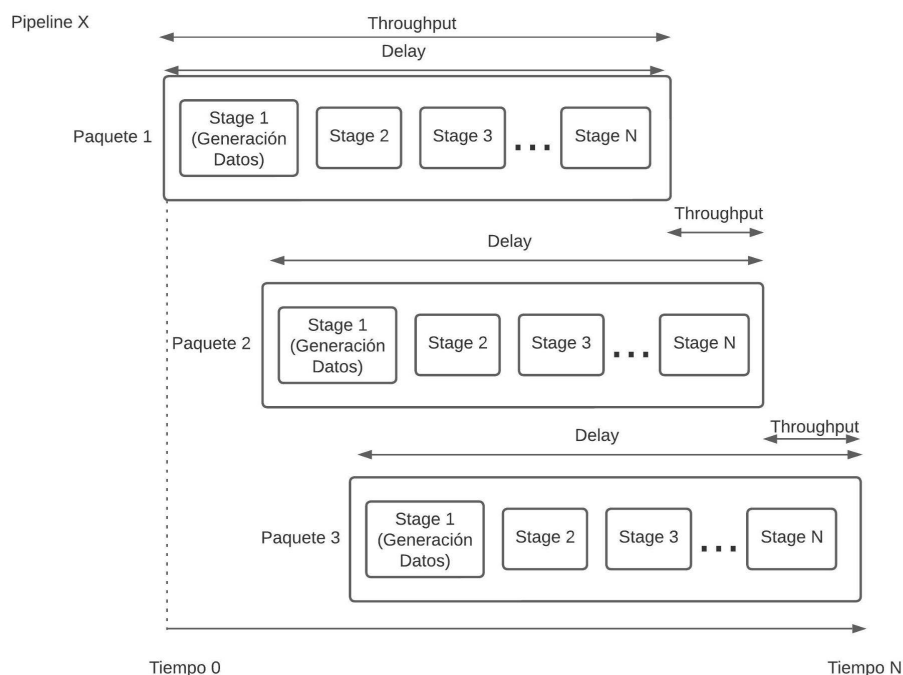 Pipeline X
Throughput
Delay
Paquete 1
Stage 1
(Generación
Datos)
Stage 2
Stage 3
...
Stage N
Throughput
Delay
Paquete 2
Stage 1
(Generación
Datos)
Stage 2
Stage 3
...
Stage N
Throughput
Delay
Paquete 3
Stage 1
(Generación
Datos)
Stage 2
Stage 3
...
Stage N
Tiempo 0
Tiempo N